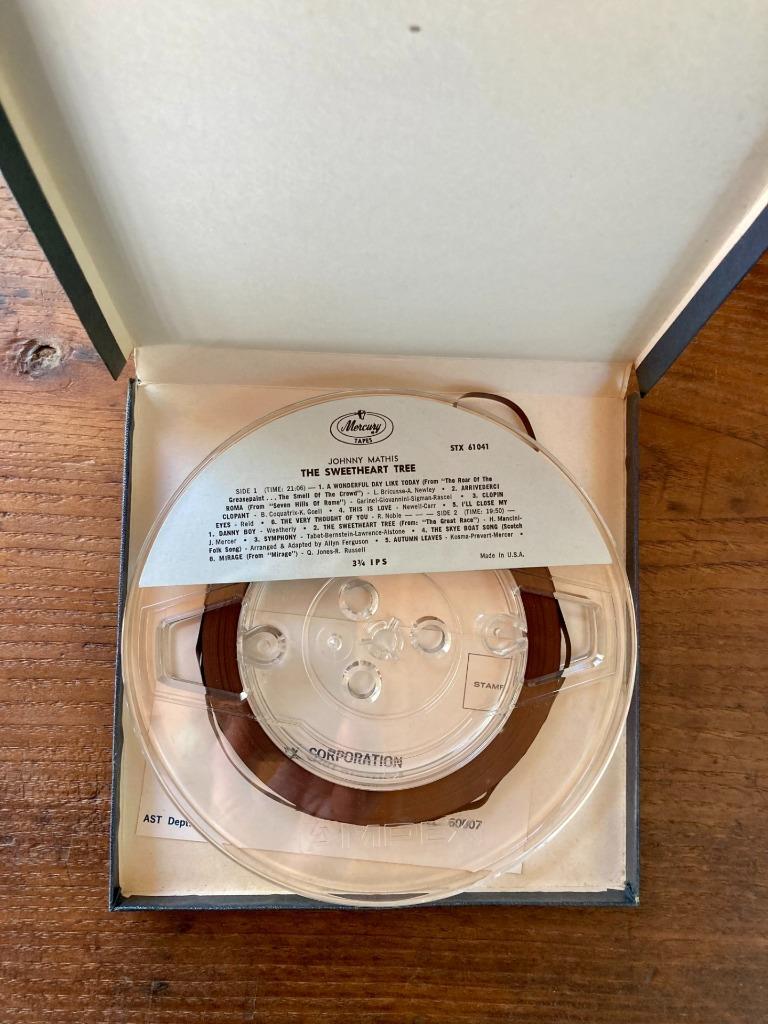 Mercury
TAPES
JOHNNY MATHIS
STX 61041
THE SWEETHEART TREE
SIDE 1 (TIME: 21:06) — 1. A WONDERFUL DAY LIKE TODAY (From "The Roar Of The
Greasepaint . . . The Smell Of The Crowd") - L. Bricusse-A. Newley • 2. ARRIVEDERCI
ROMA (From "Seven Hills Of Rome") - Garinei-Giovannini-Sigman-Rascel • 3. CLOPIN
CLOPANT - B. Coquatrix-K. Goell • 4. THIS IS LOVE - Newell-Carr • 5. I'LL CLOSE MY
EYES - Reid • 6. THE VERY THOUGHT OF YOU - R. Noble — — — SIDE 2 (TIME: 19:50) —
1. DANNY BOY - Weatherly • 2. THE SWEETHEART TREE (From: "The Great Race") - H. Mancini-
J. Mercer • 3. SYMPHONY - Tabet-Bernstein-Lawrence-Alstone • 4. THE SKYE BOAT SONG (Scotch
Folk Song) - Arranged & Adapted by Allyn Ferguson • 5. AUTUMN LEAVES - Kosma-Prevert-Mercer •
6. MIRAGE (From "Mirage") - Q. Jones-R. Russell
Made in U.S.A.
3¾ IPS
STAMP
CORPORATION
AST Dept.
60007
AMPEX